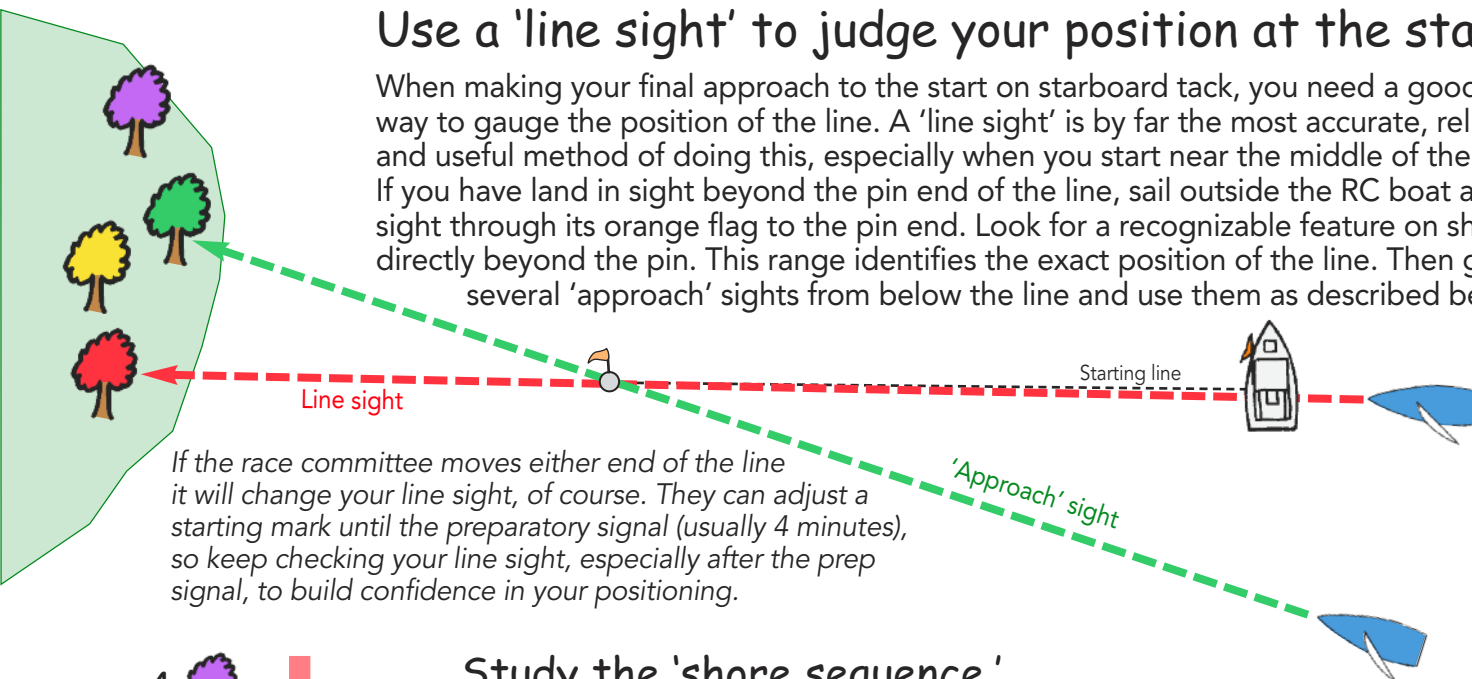 Use a ‘line sight’ to judge your position at the
When making your final approach to the start on starboard tack, you need a good
way to gauge the position of the line. A ‘line sight’ is by far the most accurate,
and useful method of doing this, especially when you start near the middle of the
If you have land in sight beyond the pin end of the line, sail outside the RC boat
sight through its orange flag to the pin end. Look for a recognizable feature on
directly beyond the pin. This range identifies the exact position of the line. Then
several ‘approach’ sights from below the line and use them as described
Starting line
Line sight
‘Approach’ sight
If the race committee moves either end of the line
it will change your line sight, of course. They can adjust a
starting mark until the preparatory signal (usually 4 minutes),
so keep checking your line sight, especially after the prep
signal, to build confidence in your positioning.
Study the ‘shore sequence.’